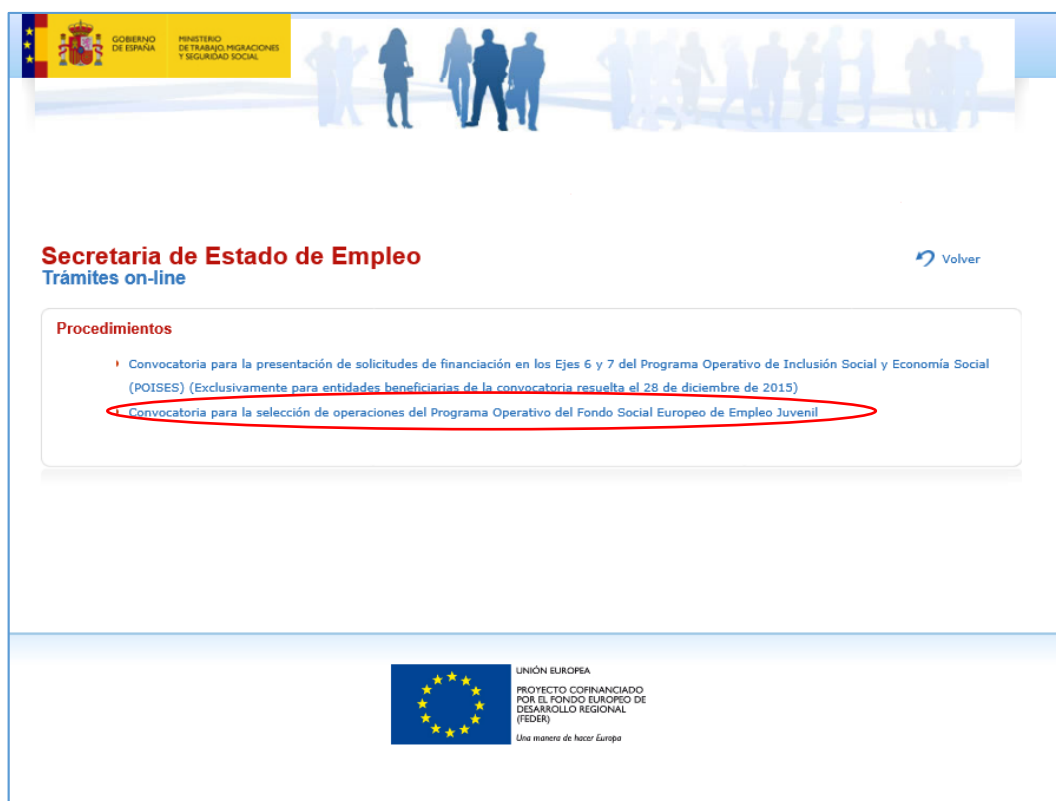 GOBIERNO
DE ESPAÑA
MINISTERIO
DE TRABAJO, MIGRACIONES
Y SEGURIDAD SOCIAL
Secretaria de Estado de Empleo
Trámites on-line
Volver
Procedimientos
Convocatoria para la presentación de solicitudes de financiación en los Ejes 6 y 7 del Programa Operativo de Inclusión Social y Economía Social
(POISES) (Exclusivamente para entidades beneficiarias de la convocatoria resuelta el 28 de diciembre de 2015)
Convocatoria para la selección de operaciones del Programa Operativo del Fondo Social Europeo de Empleo Juvenil
UNIÓN EUROPEA
PROYECTO COFINANCIADO
POR EL FONDO EUROPEO DE
DESARROLLO REGIONAL
(FEDER)
Una manera de hacer Europa